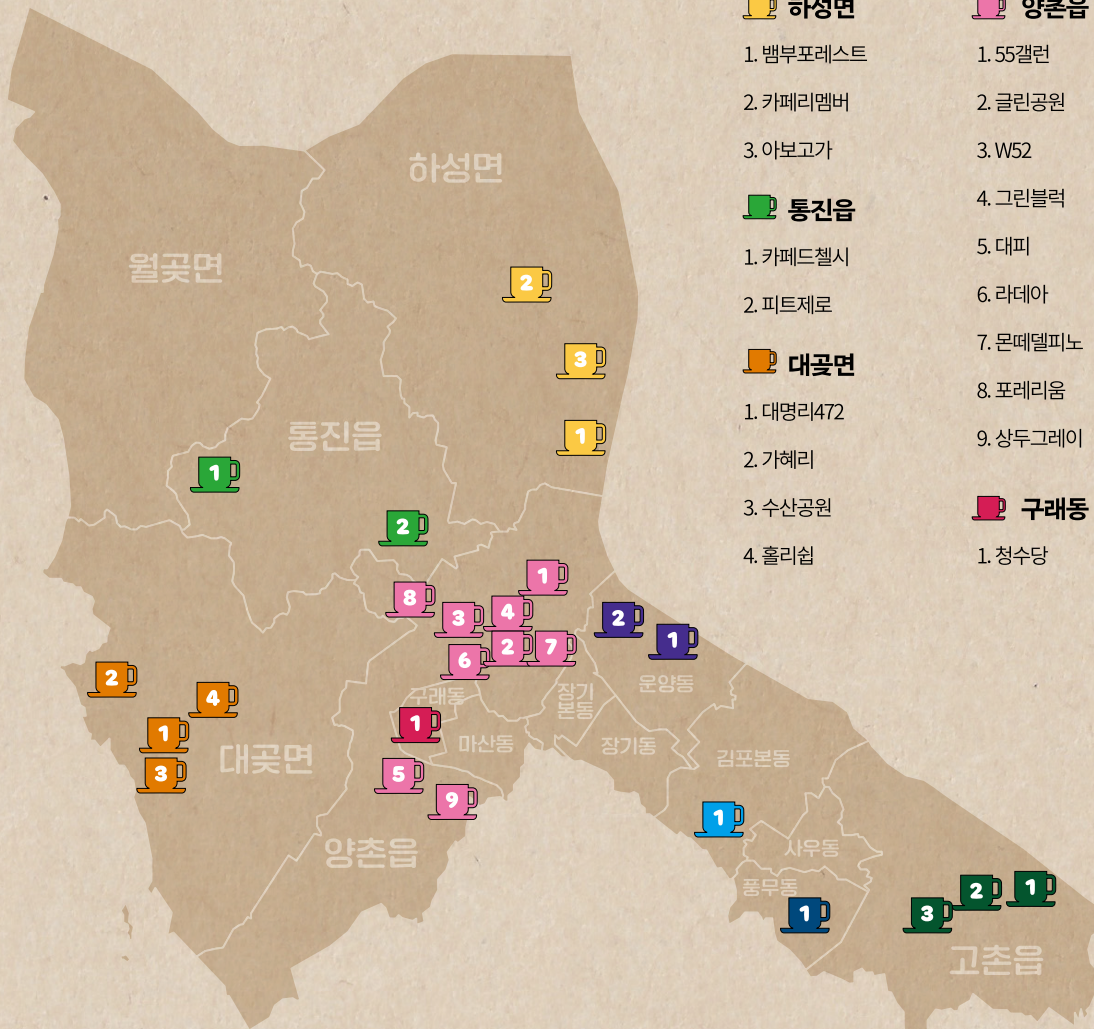 하성면
1. 뱀부포레스트
2. 카페리멤버
3. 아보고가
통진읍
1. 카페드첼시
2. 피트제로
대곶면
1. 대명리472
2. 가혜리
3. 수산공원
4. 홀리쉽
양촌읍
1. 55갤런
2. 글린공원
3. W52
4. 그린블럭
5. 대피
6. 라데아
7. 몬떼델피노
8. 포레리움
9. 상두그레이
구래동
1. 청수당
하성면
월곶면
2
3
통진읍
1
1
2
1
8
4
3
2
2
7
1
6
2
운양동
장기
본동
구래동
4
1
1
마산동
장기동
대곶면
김포본동
3
5
9
1
양촌읍
사우동
풍무동
2
1
1
3
고촌읍